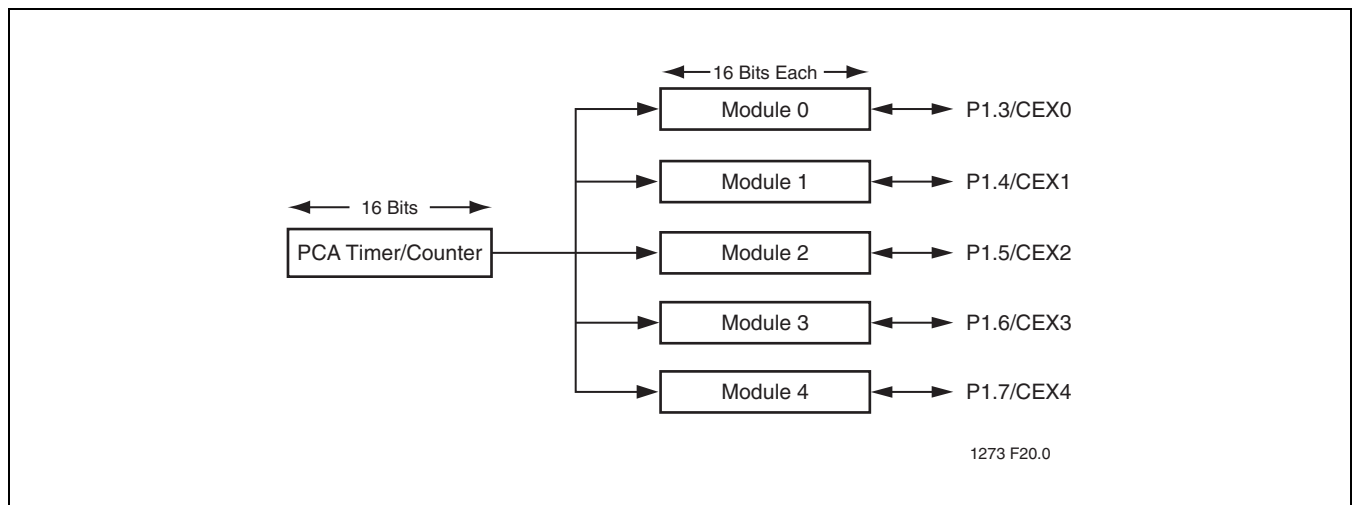 16 Bits Each
Module 0
P1.3/CEX0
Module 1
P1.4/CEX1
16 Bits
PCA Timer/Counter
Module 2
P1.5/CEX2
Module 3
P1.6/CEX3
Module 4
P1.7/CEX4
1273 F20.0